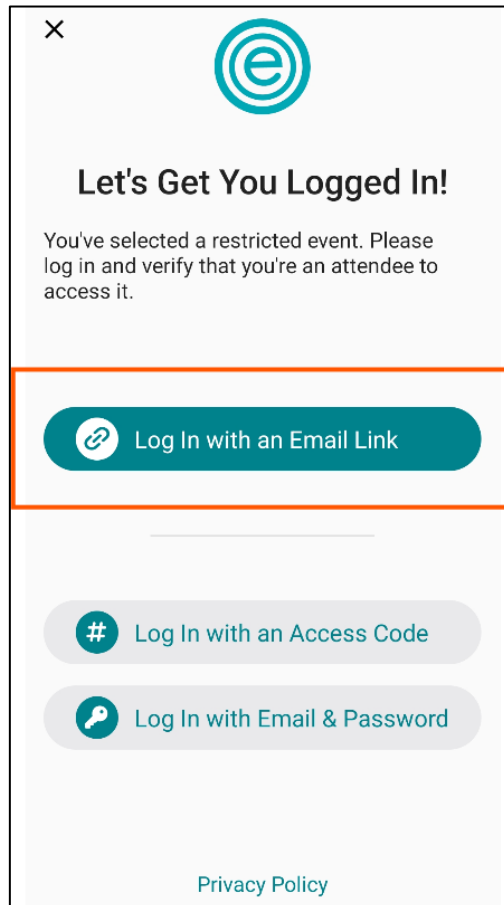 e
Let's Get You Logged In!
You've selected a restricted event. Please
log in and verify that you're an attendee to
access it.
Log In with an Email Link
# Log In with an Access Code
Log In with Email & Password
Privacy Policy